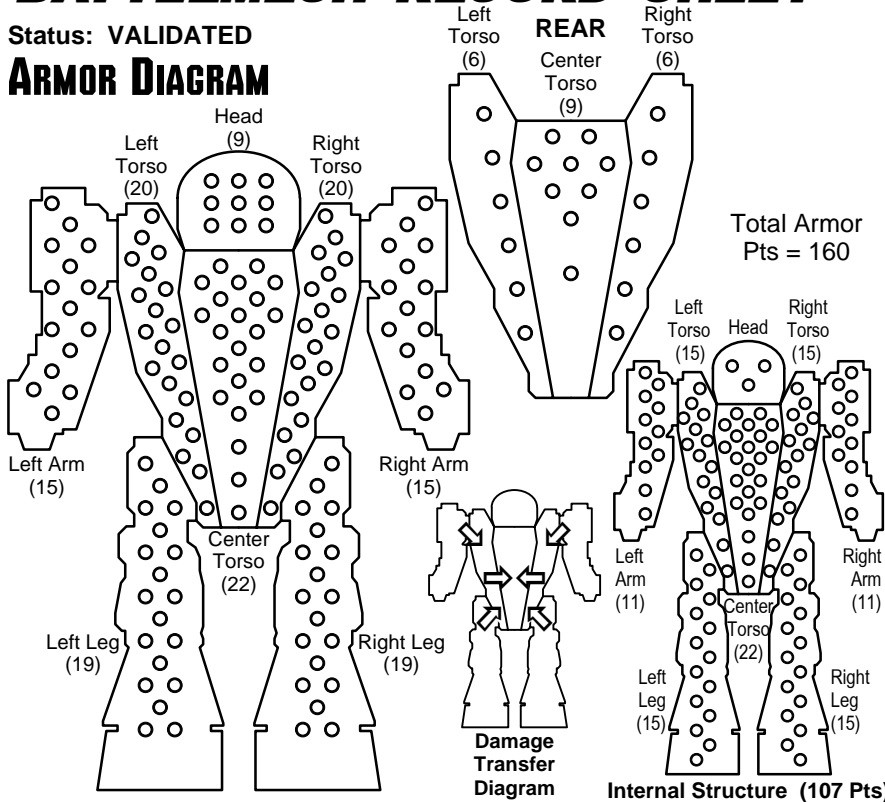 BATTLEMECH RECORD SHEET
Status: VALIDATED
ARMOR DIAGRAM
REAR
Left
Torso
(6)
Center
Torso
(9)
Right
Torso
(6)
Head
(9)
Left
Torso
(20)
Right
Torso
(20)
Total Armor
Pts = 160
Left Arm
(15)
Right Arm
(15)
Center
Torso
(22)
Left Leg
(19)
Right Leg
(19)
Damage
Transfer
Diagram
Left
Torso
(15)
Head
Right
Torso
(15)
Left
Arm
(11)
Right
Arm
(11)
Center
Torso
(22)
Left
Leg
(15)
Right
Leg
(15)
Internal Structure (107 Pts)